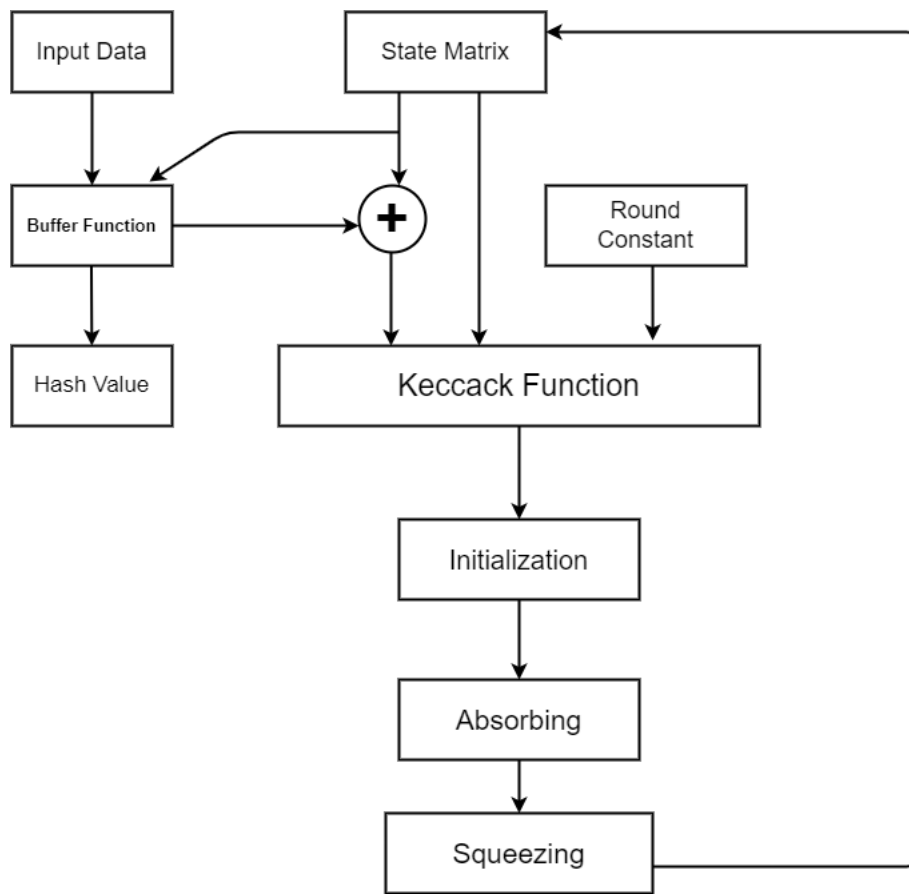 Input Data
State Matrix
Buffer Function
+
Round
Constant
Hash Value
Keccack Function
Initialization
Absorbing
Squeezing